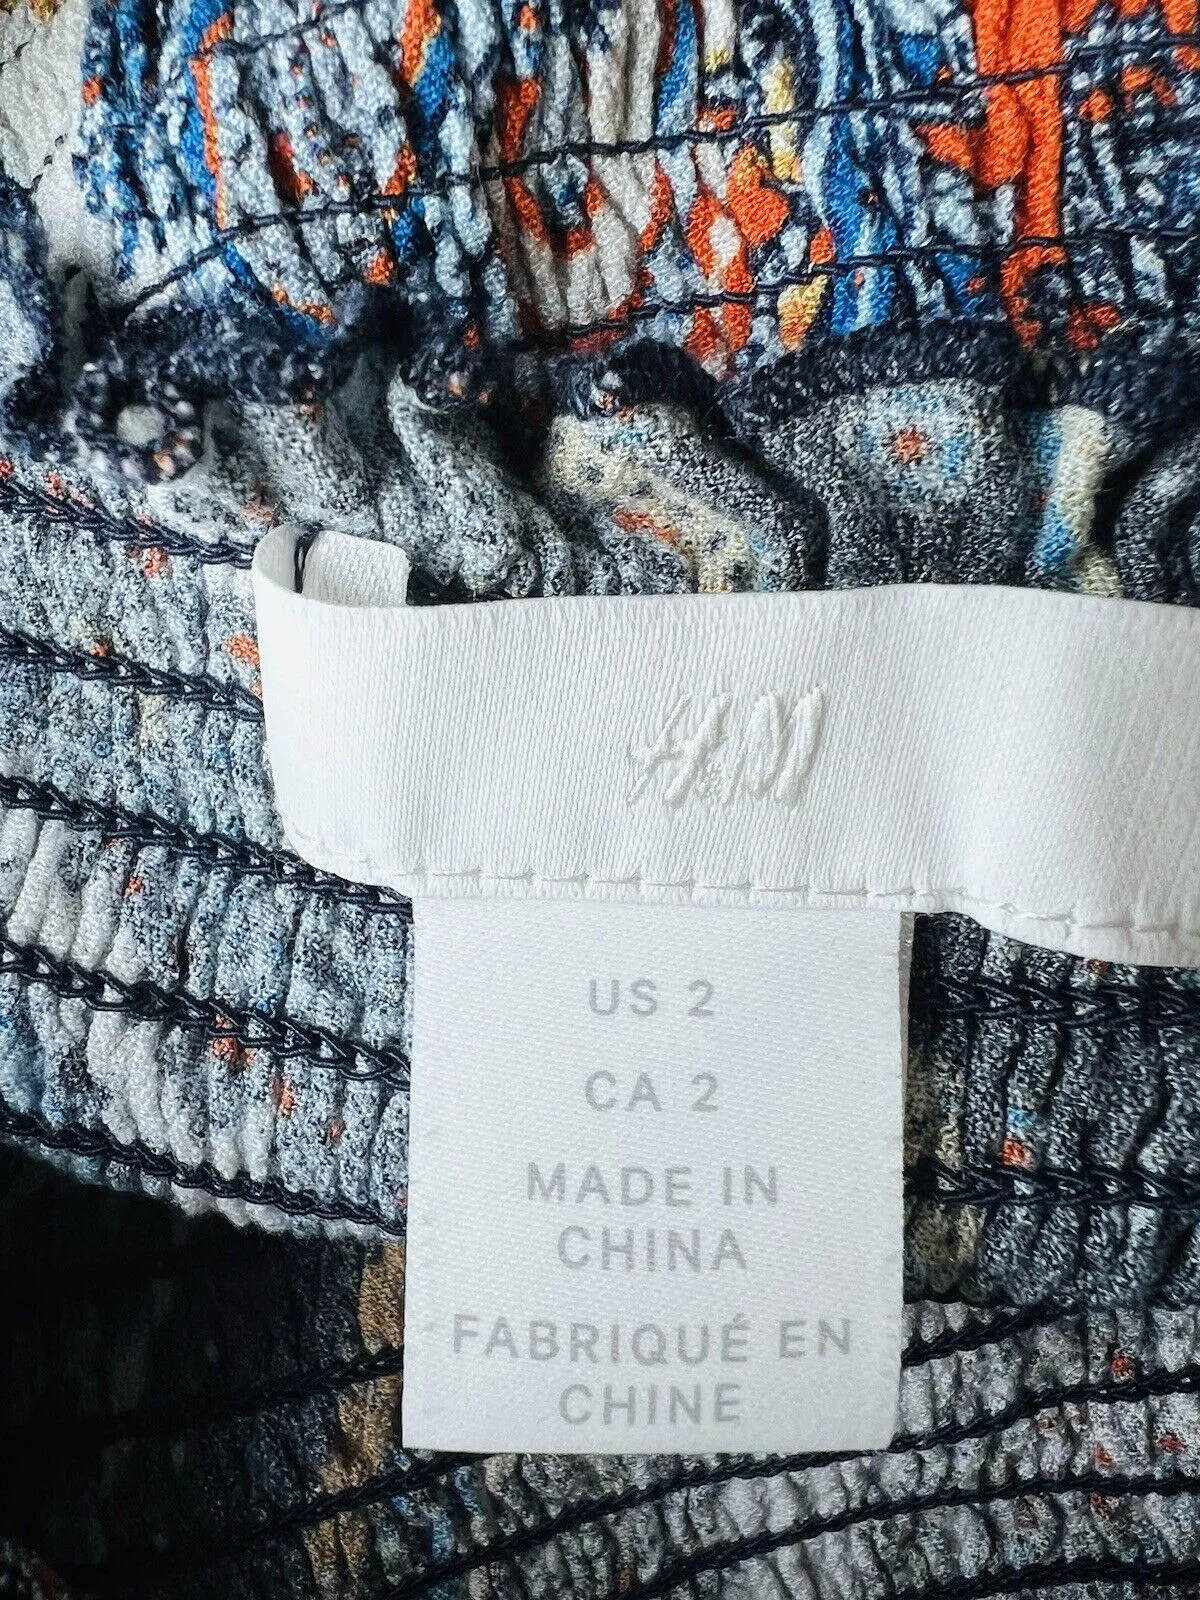 H&M
US 2
CA 2
MADE IN
CHINA
FABRIQUÉ EN
CHINE